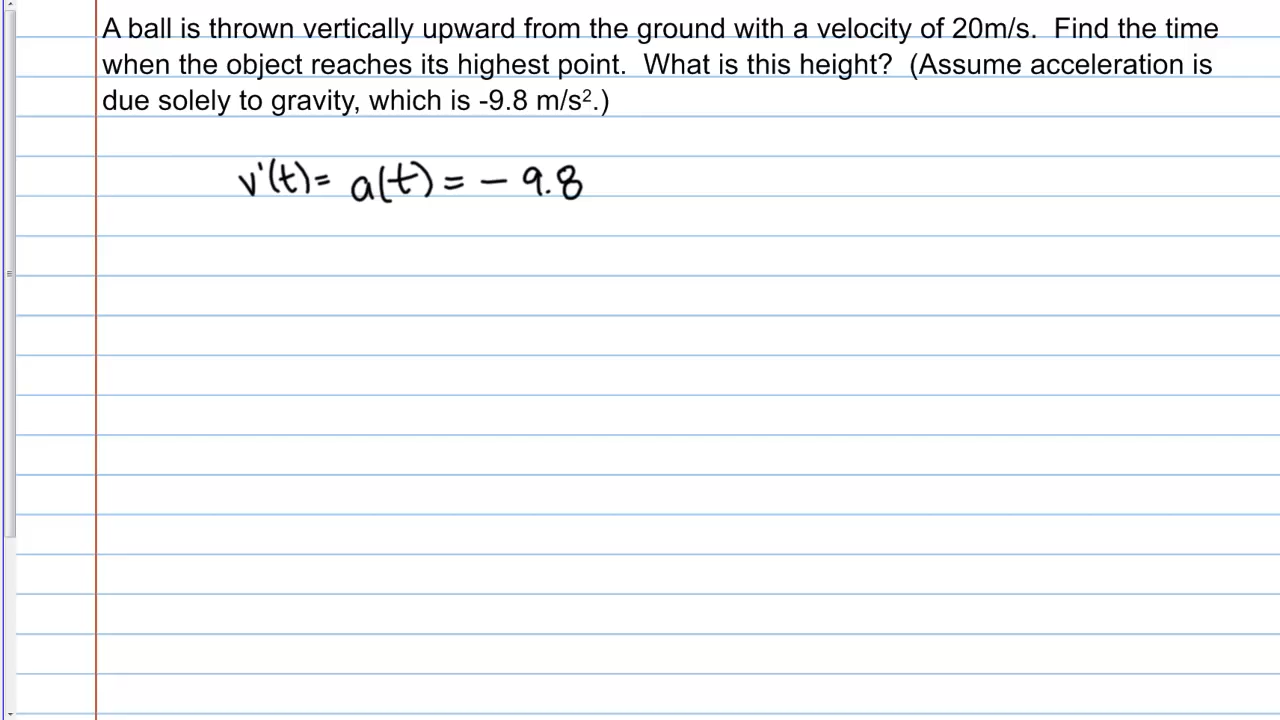 A ball is thrown vertically upward from the ground with a velocity of 20m/s.  Find the time
when the object reaches its highest point.  What is this height?  (Assume acceleration is
due solely to gravity, which is -9.8 m/s².)
v'(t) = a(t) = - 9.8